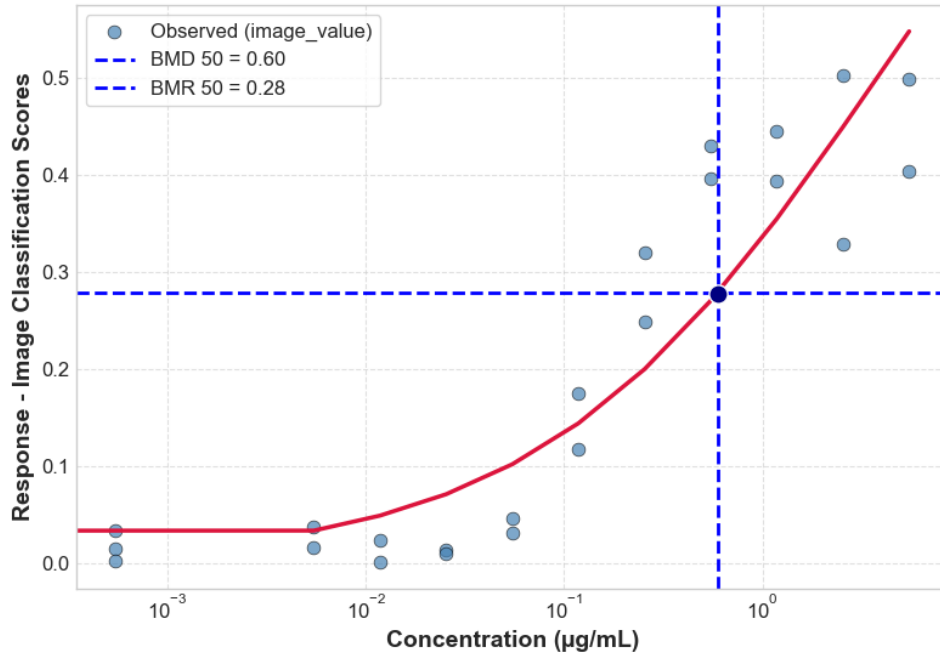 Observed (image_value)
BMD 50 = 0.60
BMR 50 = 0.28
Response - Image Classification Scores
0.5
0.4
0.3
0.2
0.1
0.0
10⁻³
10⁻²
10⁻¹
10⁰
Concentration (µg/mL)